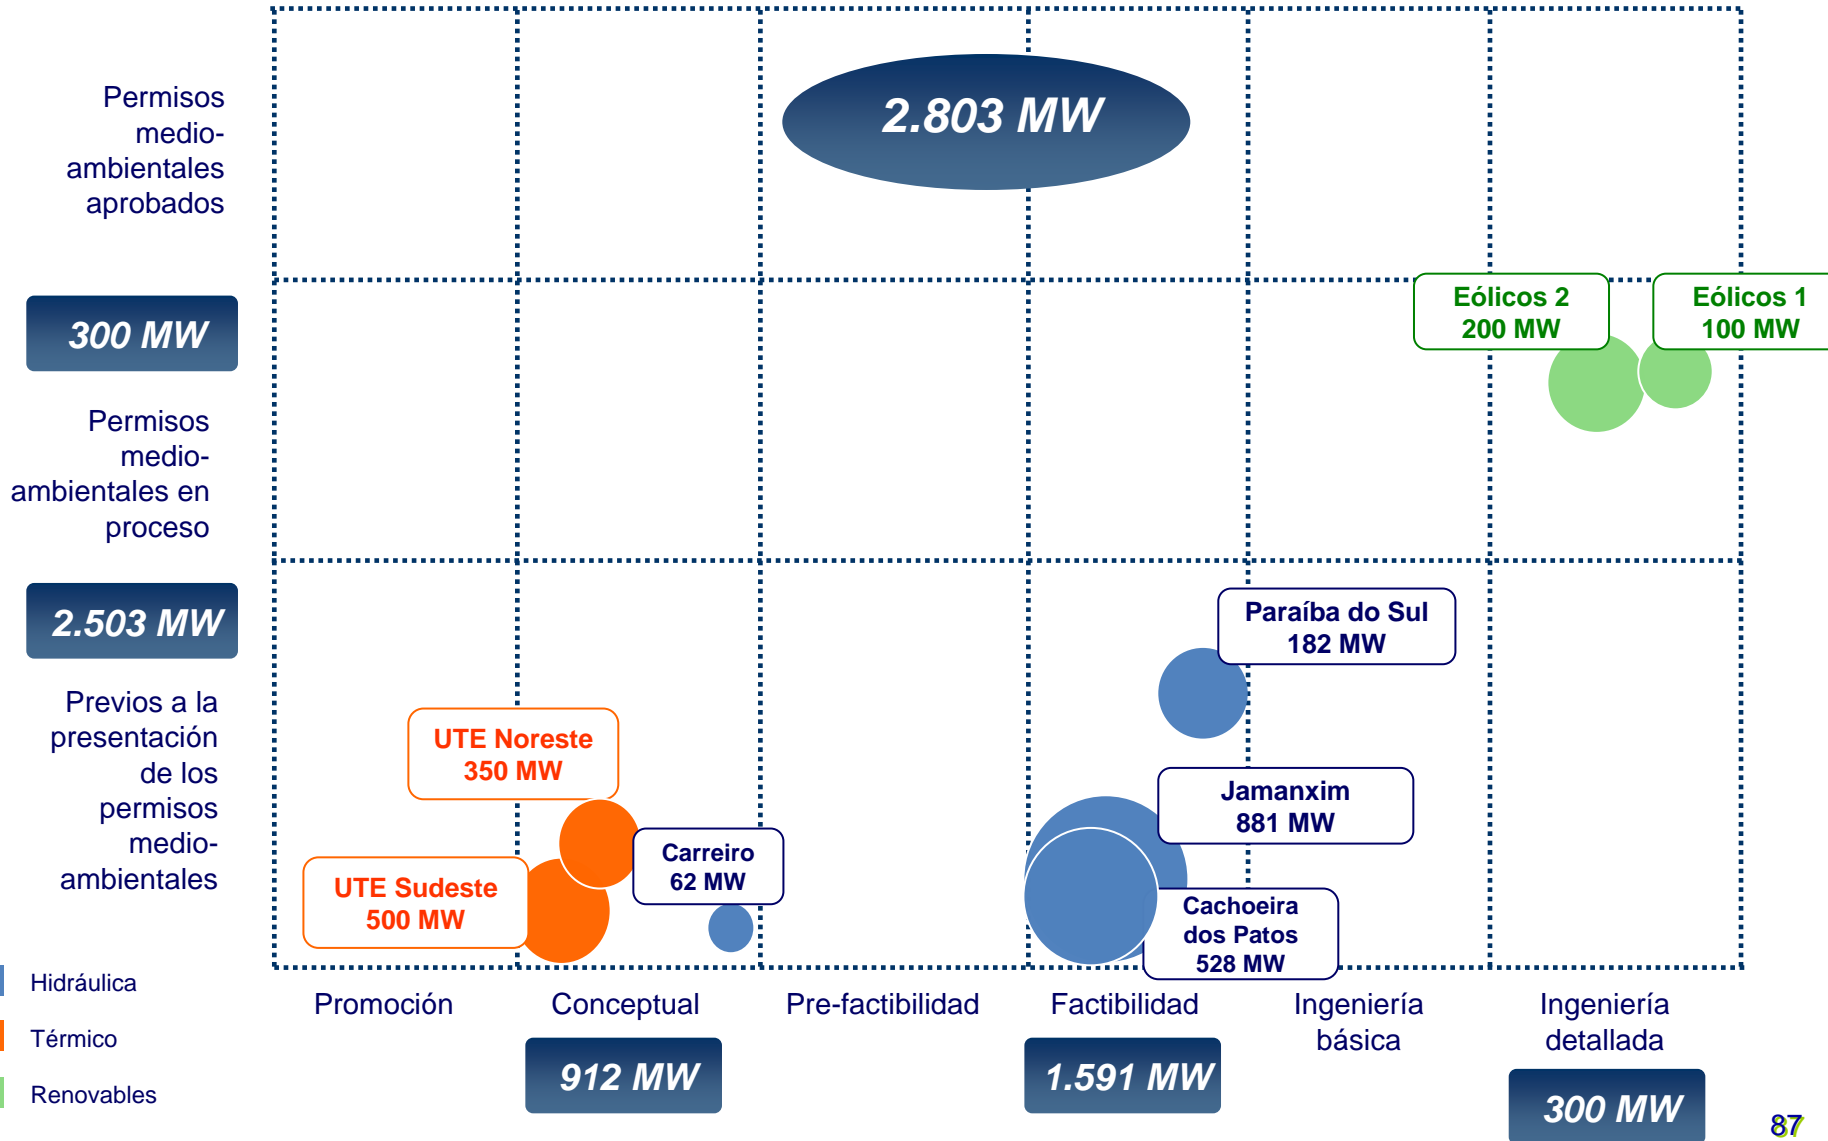 2.803 MW
Permisos
medio-
ambientales
aprobados
Eólicos 2
200 MW
Eólicos 1
100 MW
300 MW
Permisos
medio-
ambientales en
proceso
2.503 MW
Paraíba do Sul
182 MW
Previos a la
presentación
de los
permisos
medio-
ambientales
UTE Noreste
350 MW
Jamanxim
881 MW
Carreiro
62 MW
UTE Sudeste
500 MW
Cachoeira
dos Patos
528 MW
Hidráulica
Térmico
Renovables
Promoción
Conceptual
Pre-factibilidad
Factibilidad
Ingeniería
básica
Ingeniería
detallada
912 MW
1.591 MW
300 MW
87